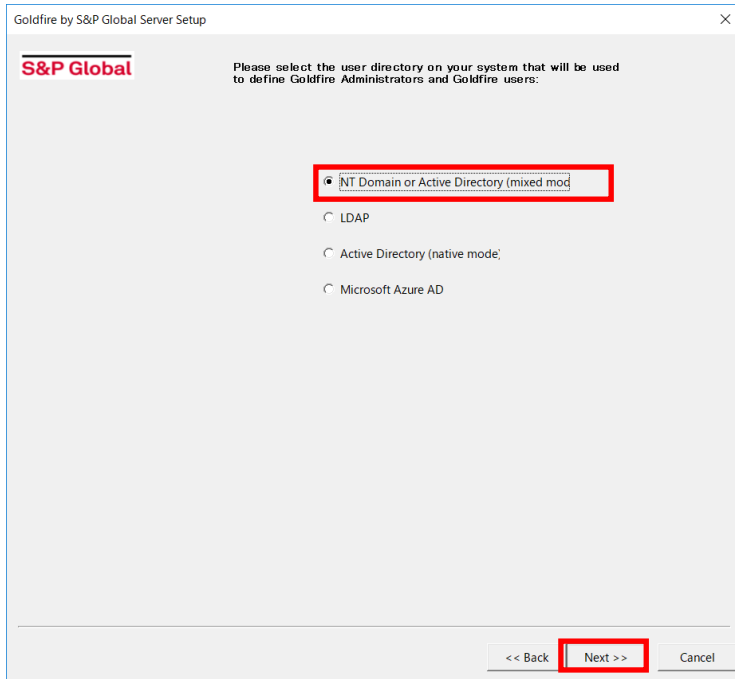 Goldfire by S&P Global Server Setup
S&P Global
Please select the user directory on your system that will be used
to define Goldfire Administrators and Goldfire users:
NT Domain or Active Directory (mixed mod
LDAP
Active Directory (native mode)
Microsoft Azure AD
<< Back
Next >>
Cancel